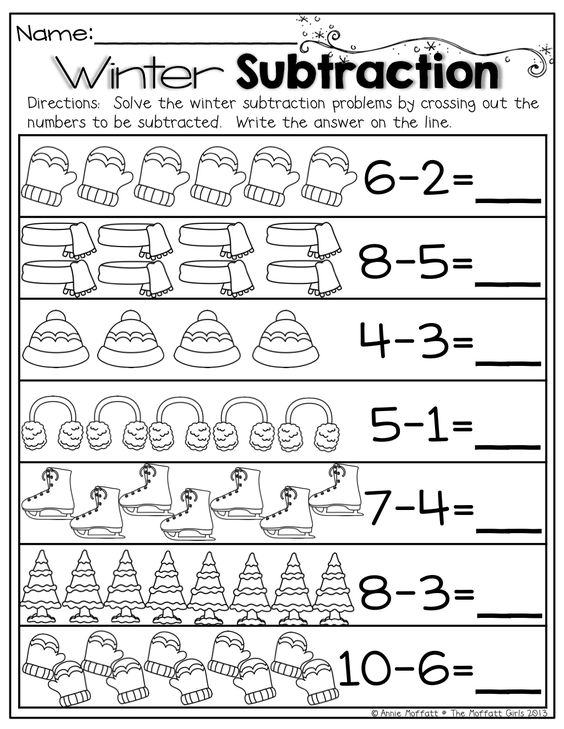 Name:
Winter Subtraction
Directions: Solve the winter subtraction problems by crossing out the
numbers to be subtracted. Write the answer on the line.
6-2=
8-5=
4-3=
5-1=
7-4=
8-3=
10-6=
© Annie Moffatt • The Moffatt Girls 2013